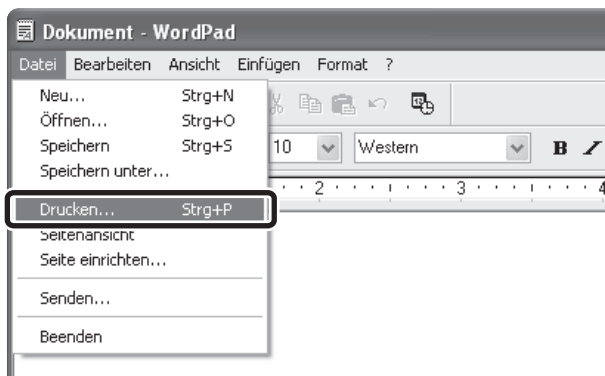 Dokument - WordPad
Datei Bearbeiten Ansicht Einfügen Format ?
Neu... Strg+N
Öffnen... Strg+O
Speichern Strg+S
10 Western B I
Speichern unter...
2 3 4
Drucken... Strg+P
Seitenansicht
Seite einrichten...
Senden...
Beenden